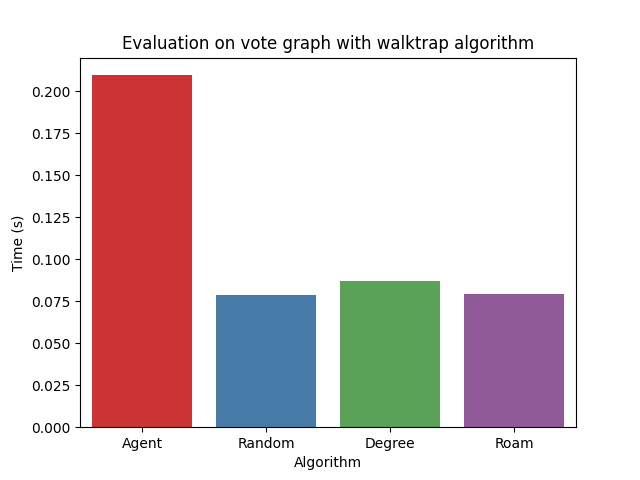 Evaluation on vote graph with walktrap algorithm
0.200
0.175
0.150
0.125
0.100
0.075
0.050
0.025
0.000
Time (s)
Agent Random Degree Roam
Algorithm